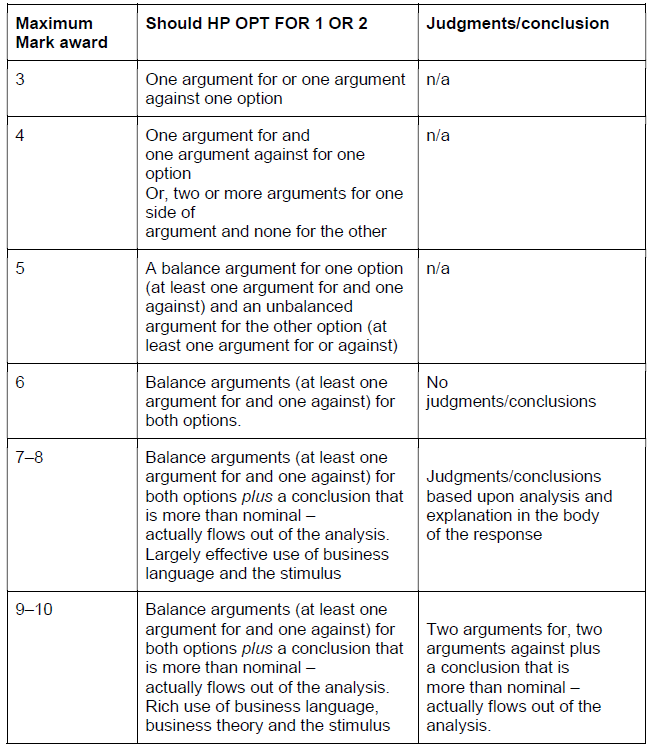 Maximum
Mark award
Should HP OPT FOR 1 OR 2
Judgments/conclusion
3
One argument for or one argument
against one option
n/a
4
One argument for and
one argument against for one
option
Or, two or more arguments for one
side of
argument and none for the other
n/a
5
A balance argument for one option
(at least one argument for and one
against) and an unbalanced
argument for the other option (at
least one argument for or against)
n/a
6
Balance arguments (at least one
argument for and one against) for
both options.
No
judgments/conclusions
7–8
Balance arguments (at least one
argument for and one against) for
both options plus a conclusion that
is more than nominal –
actually flows out of the analysis.
Largely effective use of business
language and the stimulus
Judgments/conclusions
based upon analysis and
explanation in the body
of the response
9–10
Balance arguments (at least one
argument for and one against) for
both options plus a conclusion that
is more than nominal –
actually flows out of the analysis.
Rich use of business language,
business theory and the stimulus
Two arguments for, two
arguments against plus
a conclusion that is
more than nominal –
actually flows out of the
analysis.